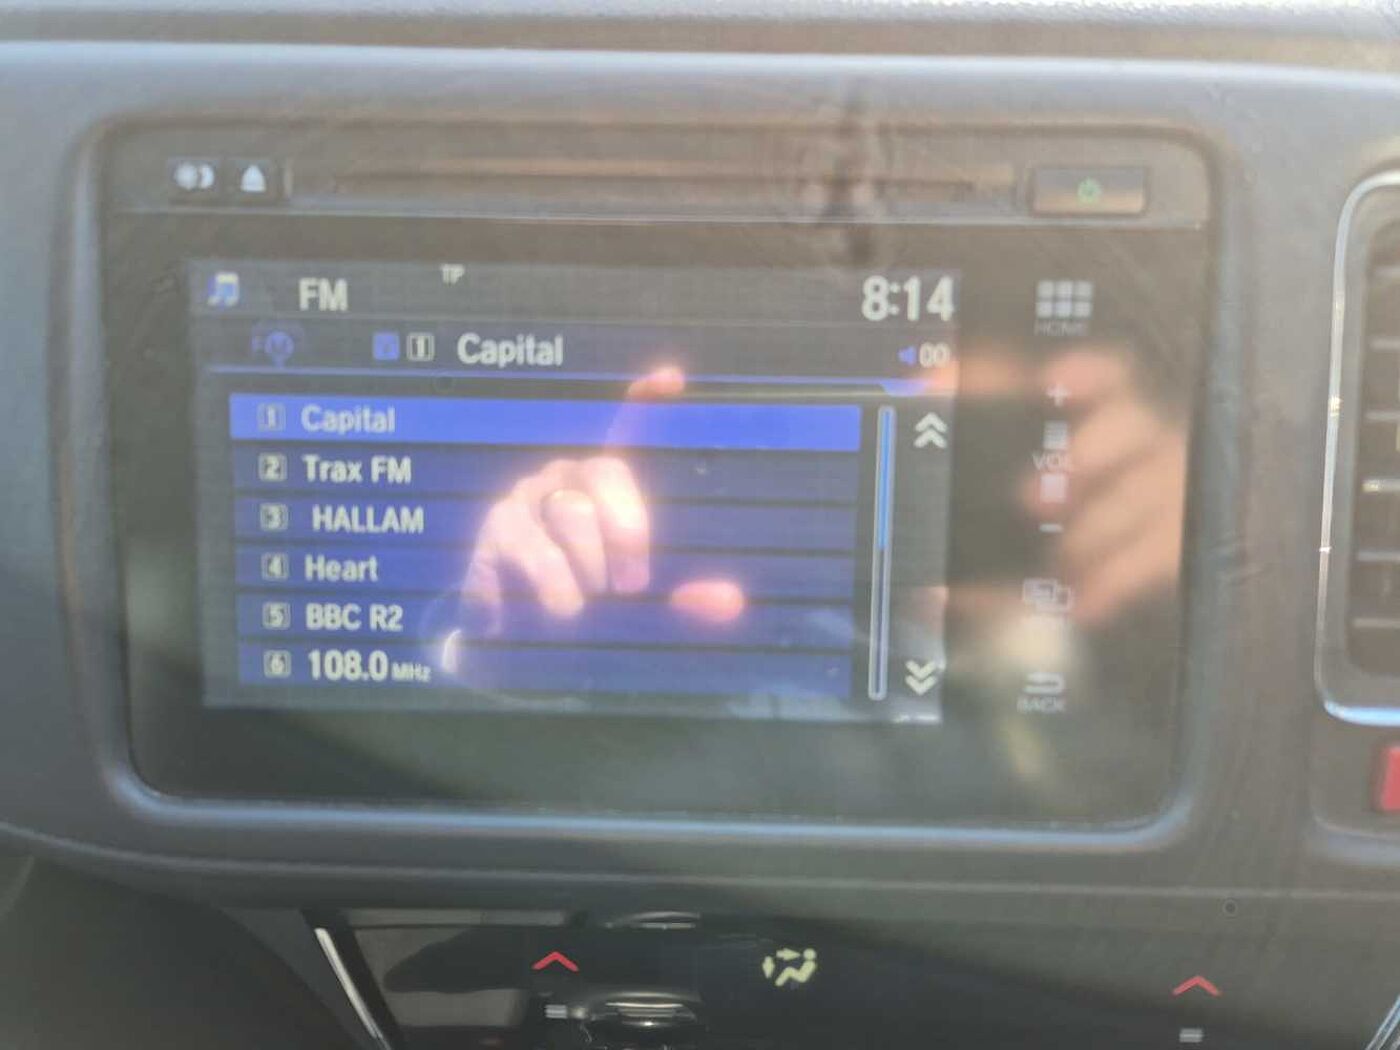 TP
FM 8:14
1 Capital 00
1 Capital
2 Trax FM
3 HALLAM
4 Heart
5 BBC R2
6 108.0 MHz
HOME
+
VOL
−
BACK